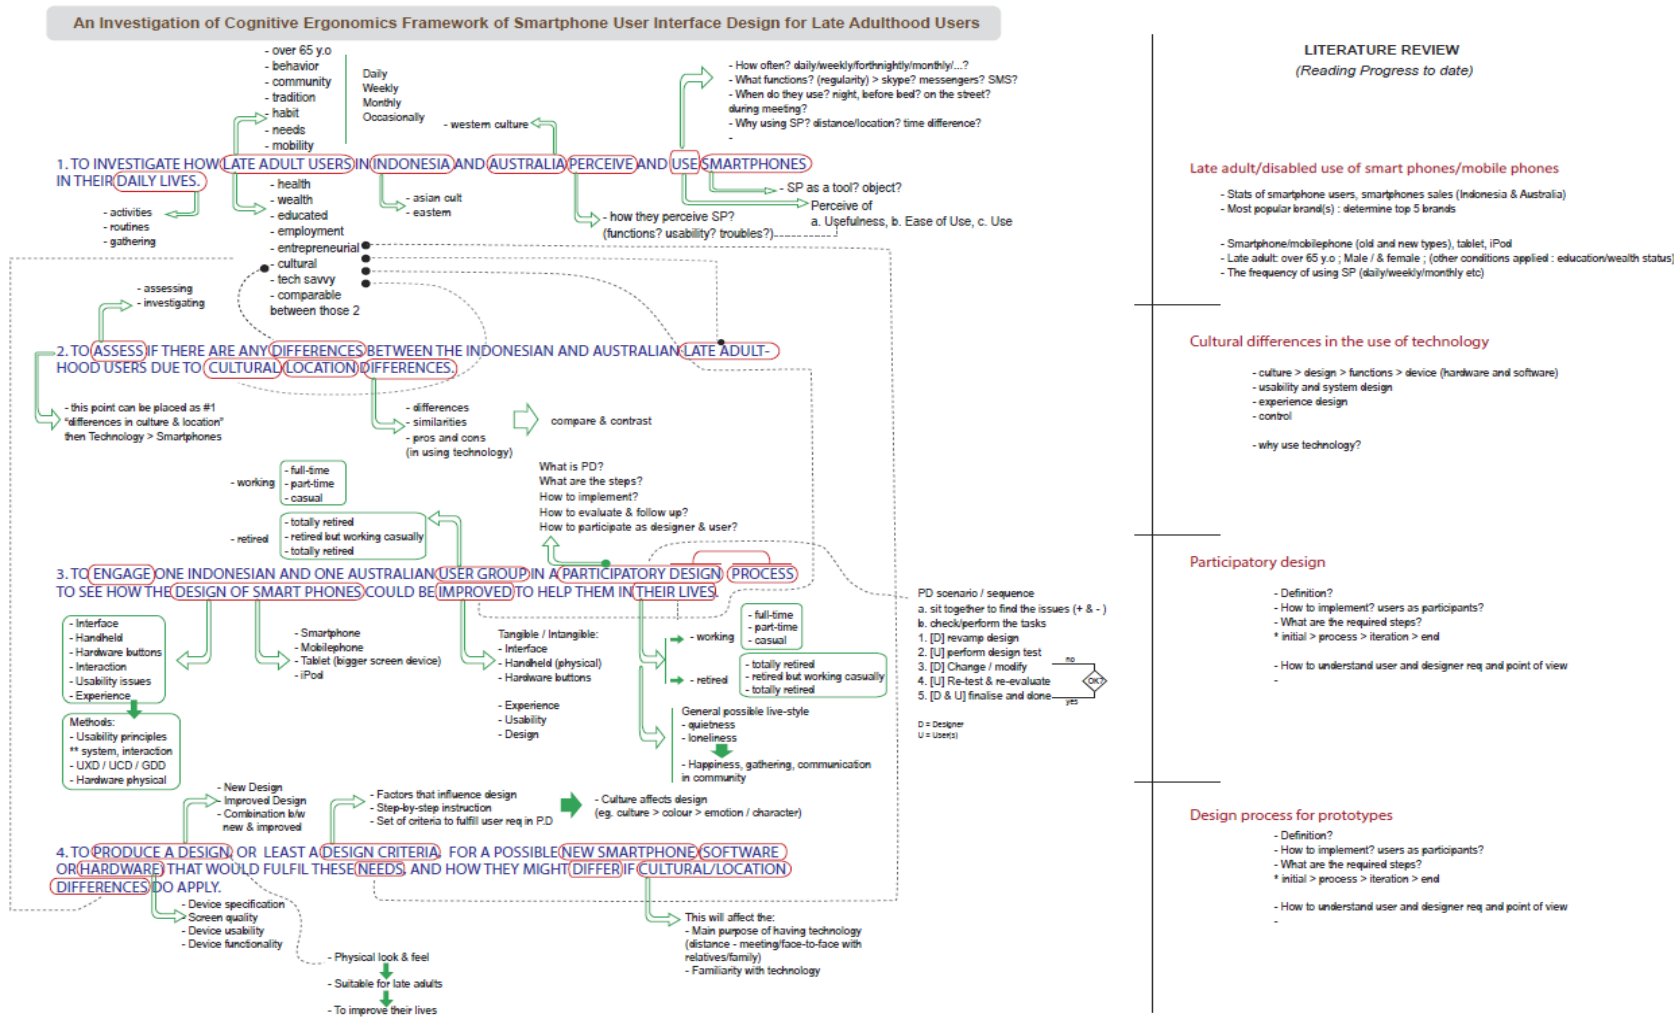 An Investigation of Cognitive Ergonomics Framework of Smartphone User Interface Design for Late Adulthood Users
- over 65 y.o
- behavior
- community
- tradition
- habit
- needs
- mobility
Daily
Weekly
Monthly
Occasionally
- western culture
- How often? daily/weekly/forthnightly/monthly/...?
- What functions? (regularity) > skype? messengers? SMS?
- When do they use? night, before bed? on the street?
during meeting?
- Why using SP? distance/location? time difference?
-
1. TO INVESTIGATE HOW LATE ADULT USERS IN INDONESIA AND AUSTRALIA PERCEIVE AND USE SMARTPHONES
IN THEIR DAILY LIVES.
- activities
- routines
- gathering
- health
- wealth
- educated
- employment
- entrepreneurial
- cultural
- tech savvy
- comparable
between those 2
- asian cult
- eastern
- how they perceive SP?
(functions? usability? troubles?)
- SP as a tool? object?
Perceive of
a. Usefulness, b. Ease of Use, c. Use
- assessing
- investigating
2. TO ASSESS IF THERE ARE ANY DIFFERENCES BETWEEN THE INDONESIAN AND AUSTRALIAN LATE ADULT-
HOOD USERS DUE TO CULTURAL LOCATION DIFFERENCES.
- this point can be placed as #1
"differences in culture & location"
then Technology > Smartphones
- differences
- similarities
- pros and cons
(in using technology)
compare & contrast
- working
- full-time
- part-time
- casual
- retired
- totally retired
- retired but working casually
- totally retired
What is PD?
What are the steps?
How to implement?
How to evaluate & follow up?
How to participate as designer & user?
3. TO ENGAGE ONE INDONESIAN AND ONE AUSTRALIAN USER GROUP IN A PARTICIPATORY DESIGN PROCESS
TO SEE HOW THE DESIGN OF SMART PHONES COULD BE IMPROVED TO HELP THEM IN THEIR LIVES.
- Interface
- Handheld
- Hardware buttons
- Interaction
- Usability issues
- Experience
Methods:
- Usability principles
** system, interaction
- UXD / UCD / GDD
- Hardware physical
- Smartphone
- Mobilephone
- Tablet (bigger screen device)
- iPod
Tangible / Intangible:
- Interface
- Handheld (physical)
- Hardware buttons
- Experience
- Usability
- Design
- working
- full-time
- part-time
- casual
- retired
- totally retired
- retired but working casually
- totally retired
General possible live-style
- quietness
- loneliness
- Happiness, gathering, communication
in community
PD scenario / sequence
a. sit together to find the issues (+ & - )
b. check/perform the tasks
1. [D] revamp design
2. [U] perform design test
3. [D] Change / modify
4. [U] Re-test & re-evaluate
5. [D & U] finalise and done
no
OK?
yes
D = Designer
U = User(s)
- New Design
- Improved Design
- Combination b/w
new & improved
- Factors that influence design
- Step-by-step instruction
- Set of criteria to fulfill user req in P.D
- Culture affects design
(eg. culture > colour > emotion / character)
4. TO PRODUCE A DESIGN, OR LEAST A DESIGN CRITERIA, FOR A POSSIBLE NEW SMARTPHONE (SOFTWARE
OR HARDWARE) THAT WOULD FULFIL THESE NEEDS, AND HOW THEY MIGHT DIFFER IF CULTURAL/LOCATION
DIFFERENCES DO APPLY.
- Device specification
- Screen quality
- Device usability
- Device functionality
- Physical look & feel
- Suitable for late adults
- To improve their lives
This will affect the:
- Main purpose of having technology
(distance - meeting/face-to-face with
relatives/family)
- Familiarity with technology
LITERATURE REVIEW
(Reading Progress to date)
Late adult/disabled use of smart phones/mobile phones
- Stats of smartphone users, smartphones sales (Indonesia & Australia)
- Most popular brand(s) : determine top 5 brands
- Smartphone/mobilephone (old and new types), tablet, iPod
- Late adult: over 65 y.o ; Male / & female ; (other conditions applied : education/wealth status)
- The frequency of using SP (daily/weekly/monthly etc)
Cultural differences in the use of technology
- culture > design > functions > device (hardware and software)
- usability and system design
- experience design
- control
- why use technology?
Participatory design
- Definition?
- How to implement? users as participants?
- What are the required steps?
* initial > process > iteration > end
- How to understand user and designer req and point of view
-
Design process for prototypes
- Definition?
- How to implement? users as participants?
- What are the required steps?
* initial > process > iteration > end
- How to understand user and designer req and point of view
-